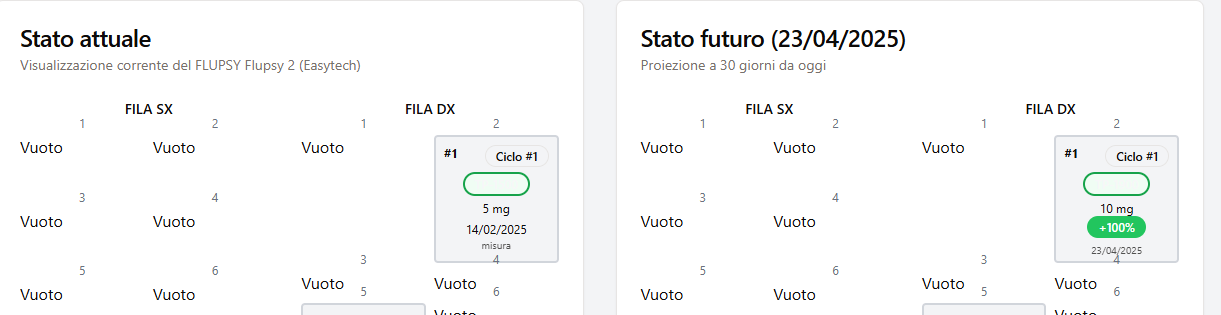 Stato attuale
Visualizzazione corrente del FLUPSY Flupsy 2 (Easytech)
FILA SX
1
2
Vuoto
Vuoto
3
4
Vuoto
Vuoto
5
6
Vuoto
Vuoto
FILA DX
1
2
Vuoto
#1
Ciclo #1
5 mg
14/02/2025
misura
3
4
Vuoto
Vuoto
5
6
Vuoto
Stato futuro (23/04/2025)
Proiezione a 30 giorni da oggi
FILA SX
1
2
Vuoto
Vuoto
3
4
Vuoto
Vuoto
5
6
Vuoto
Vuoto
FILA DX
1
2
Vuoto
#1
Ciclo #1
10 mg
+100%
23/04/2025
3
4
Vuoto
Vuoto
5
6
Vuoto